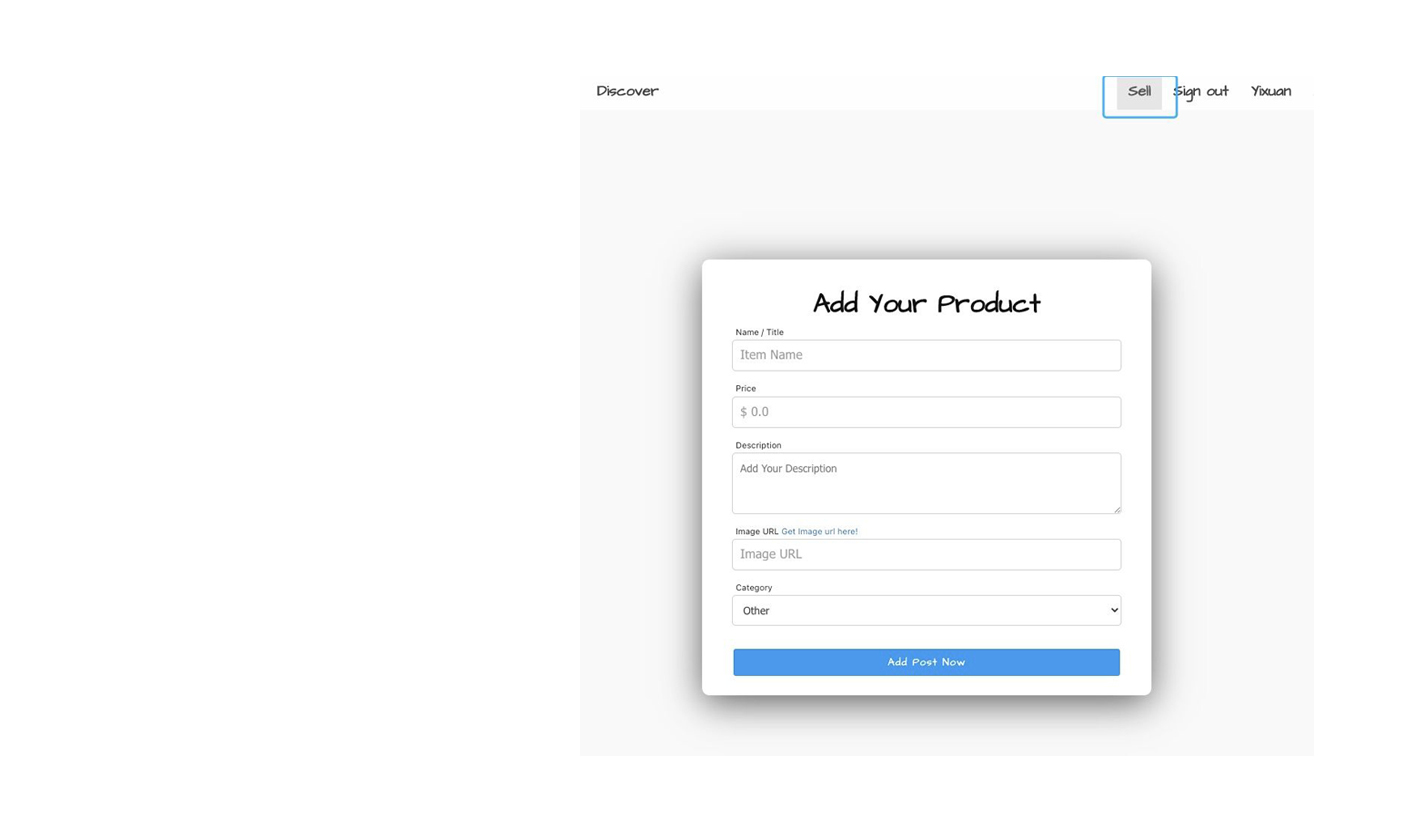 Discover Sell Sign out Yixuan
Add Your Product
Name / Title
Item Name
Price
$ 0.0
Description
Add Your Description
Image URL Get Image url here!
Image URL
Category
Other
Add Post Now